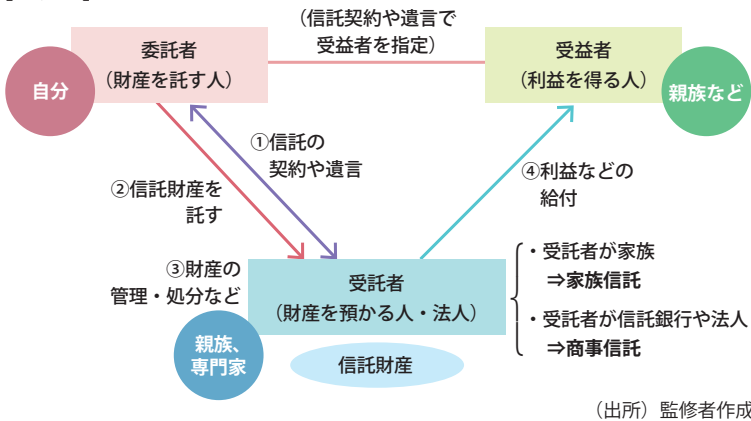 （信託契約や遺言で
受益者を指定）
委託者
（財産を託す人）
自分
受益者
（利益を得る人）
親族など
①信託の
契約や遺言
②信託財産を
託す
④利益などの
給付
③財産の
管理・処分など
受託者
（財産を預かる人・法人）
親族、
専門家
信託財産
・受託者が家族
⇒家族信託
・受託者が信託銀行や法人
⇒商事信託
（出所）監修者作成